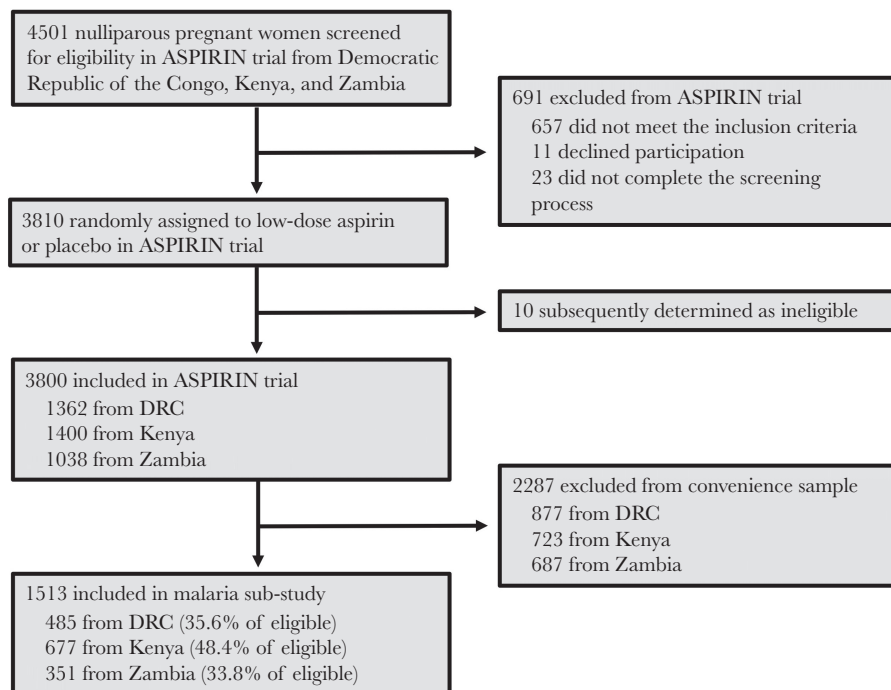 4501 nulliparous pregnant women screened
for eligibility in ASPIRIN trial from Democratic
Republic of the Congo, Kenya, and Zambia
691 excluded from ASPIRIN trial
657 did not meet the inclusion criteria
11 declined participation
23 did not complete the screening
process
3810 randomly assigned to low-dose aspirin
or placebo in ASPIRIN trial
10 subsequently determined as ineligible
3800 included in ASPIRIN trial
1362 from DRC
1400 from Kenya
1038 from Zambia
2287 excluded from convenience sample
877 from DRC
723 from Kenya
687 from Zambia
1513 included in malaria sub-study
485 from DRC (35.6% of eligible)
677 from Kenya (48.4% of eligible)
351 from Zambia (33.8% of eligible)